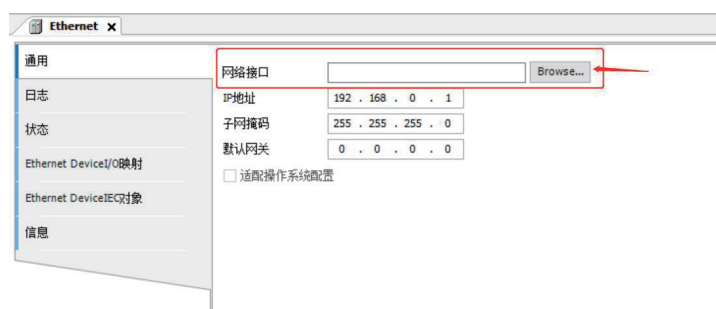 Ethernet
通用
日志
状态
Ethernet DeviceI/O映射
Ethernet DeviceIEC对象
信息
网络接口 Browse...
IP地址 192 . 168 . 0 . 1
子网掩码 255 . 255 . 255 . 0
默认网关 0 . 0 . 0 . 0
适配操作系统配置